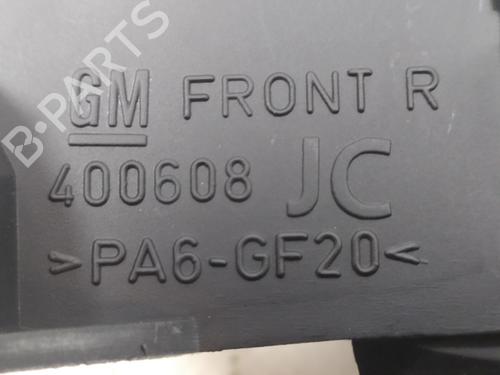 GM FRONT R
400608 JC
>PA6-GF20<
B-PARTS